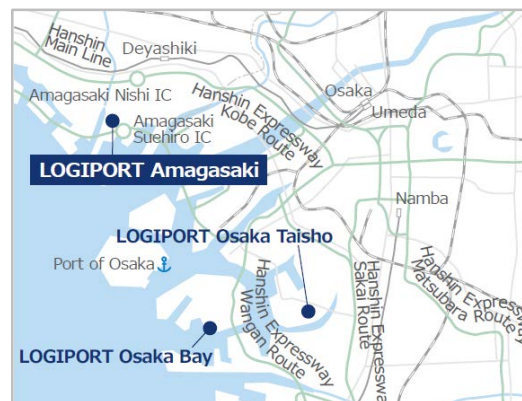 Hanshin
Main Line
Deyashiki
Amagasaki Nishi IC
Amagasaki
Suehiro IC
Hanshin Expressway
Kobe Route
Osaka
Umeda
LOGIPORT Amagasaki
Namba
LOGIPORT Osaka Taisho
Port of Osaka
LOGIPORT Osaka Bay
Hanshin Expressway
Wangan Route
Hanshin Expressway
Sakai Route
Hanshin Expressway
Matsubara Route